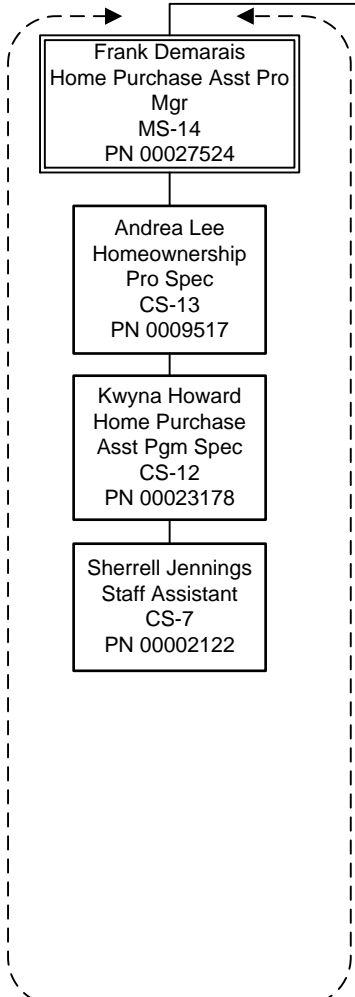 Frank Demarais
Home Purchase Asst Pro
Mgr
MS-14
PN 00027524
Andrea Lee
Homeownership
Pro Spec
CS-13
PN 0009517
Kwyna Howard
Home Purchase
Asst Pgm Spec
CS-12
PN 00023178
Sherrell Jennings
Staff Assistant
CS-7
PN 00002122